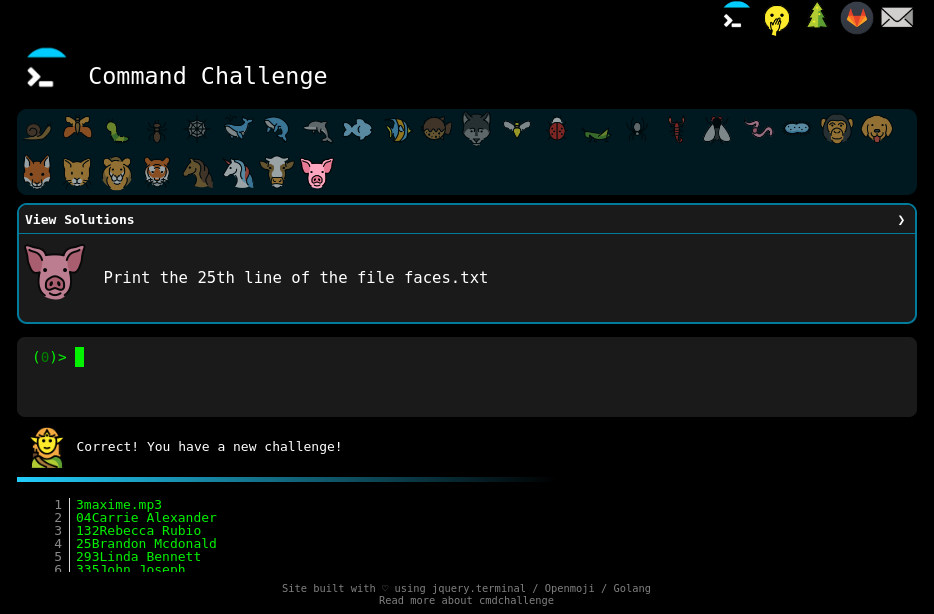 Command Challenge
View Solutions ❯
Print the 25th line of the file faces.txt
(0)>
Correct! You have a new challenge!
1 3maxime.mp3
2 04Carrie Alexander
3 132Rebecca Rubio
4 25Brandon Mcdonald
5 293Linda Bennett
6 335John Joseph
Site built with ♡ using jquery.terminal / Openmoji / Golang
Read more about cmdchallenge